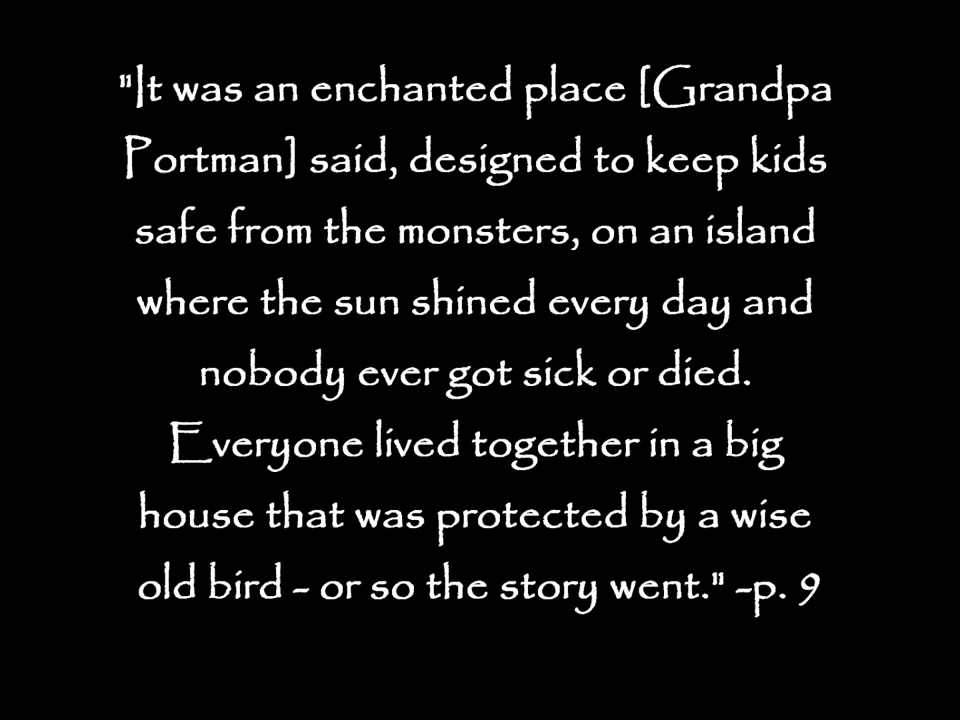 "It was an enchanted place [Grandpa
Portman] said, designed to keep kids
safe from the monsters, on an island
where the sun shined every day and
nobody ever got sick or died.
Everyone lived together in a big
house that was protected by a wise
old bird - or so the story went." -p. 9